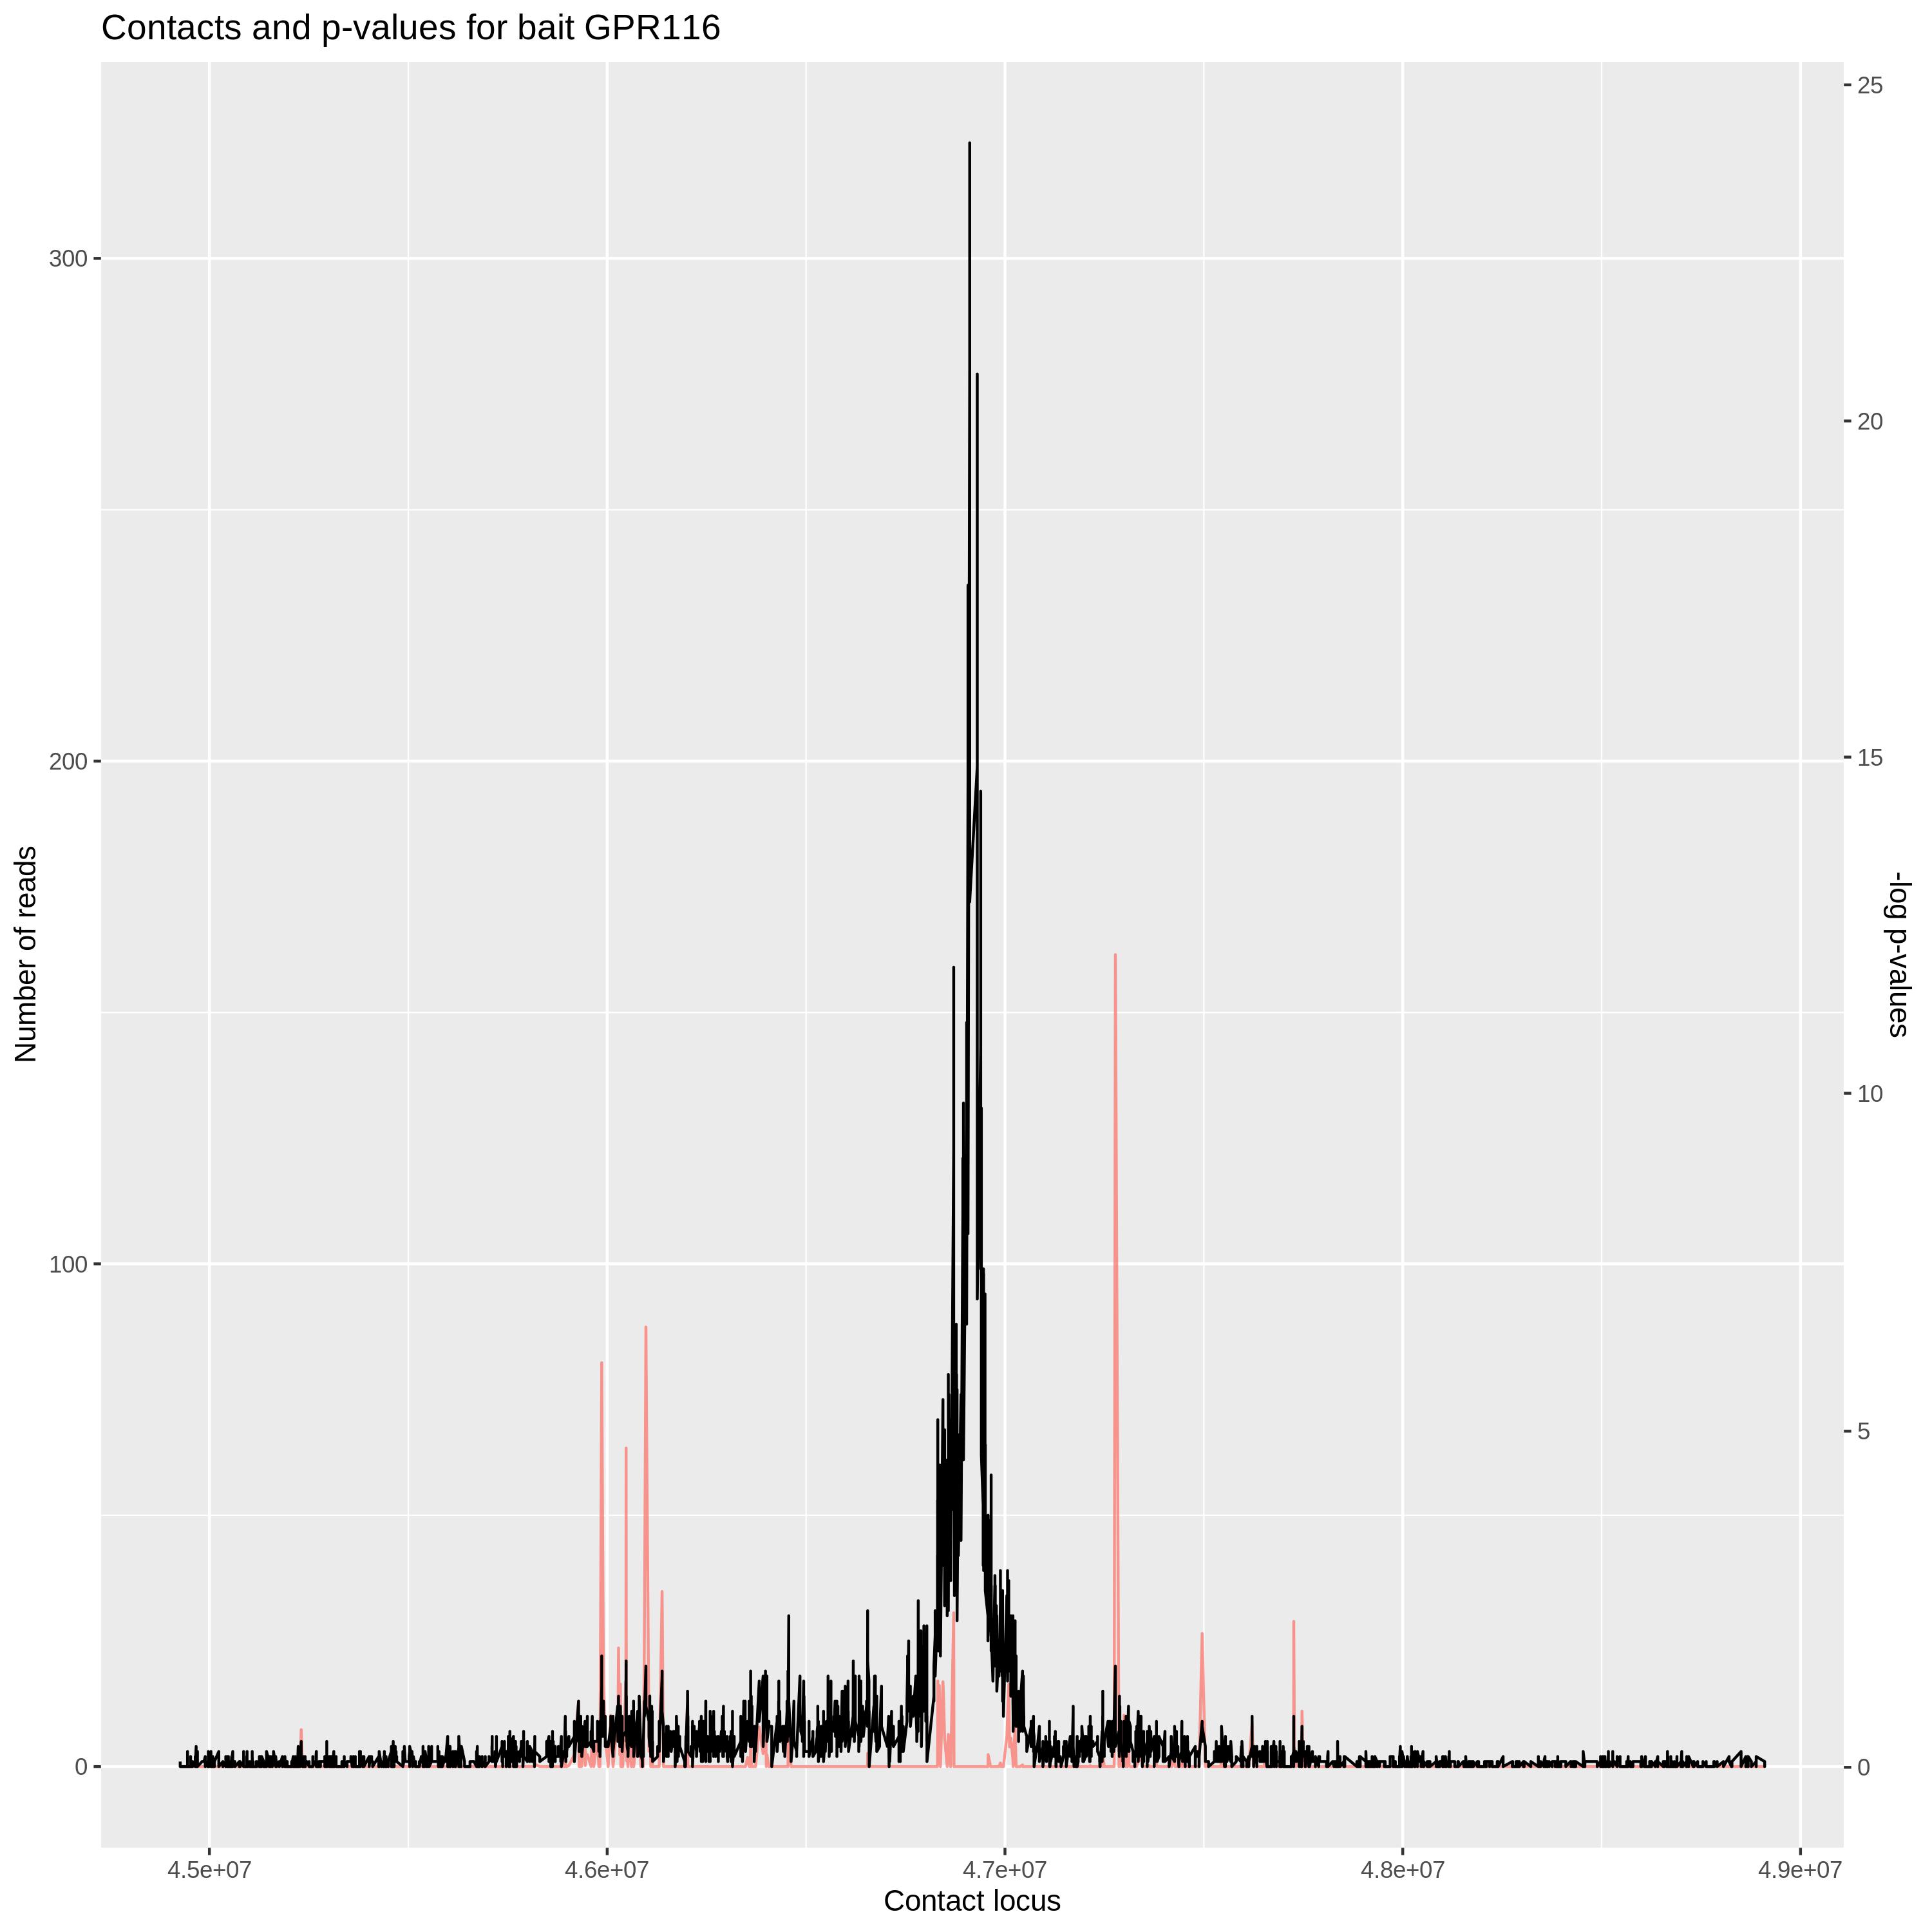 Contacts and p-values for bait GPR116
Number of reads
300
200
100
0
25
20
15
10
5
0
-log p-values
4.5e+07
4.6e+07
4.7e+07
4.8e+07
4.9e+07
Contact locus